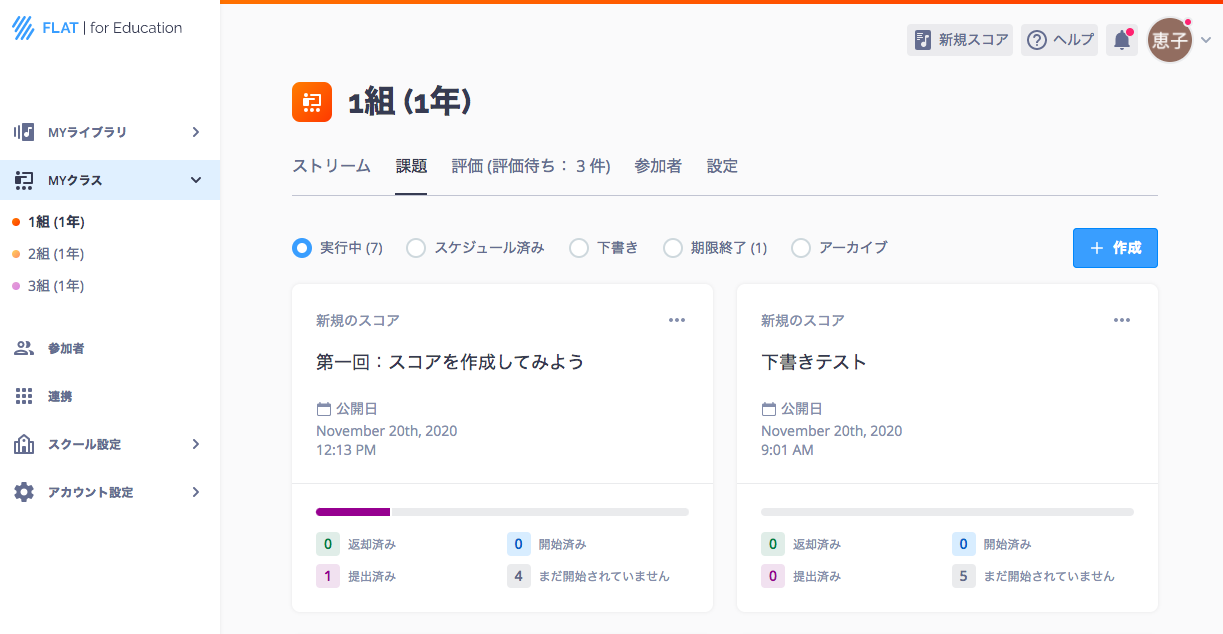 FLAT | for Education
新規スコア
ヘルプ
恵子
MYライブラリ
MYクラス
1組 (1年)
2組 (1年)
3組 (1年)
参加者
連携
スクール設定
アカウント設定
1組 (1年)
ストリーム 課題 評価 (評価待ち： 3 件) 参加者 設定
実行中 (7) スケジュール済み 下書き 期限終了 (1) アーカイブ
+ 作成
新規のスコア
第一回：スコアを作成してみよう
公開日
November 20th, 2020
12:13 PM
0 返却済み 0 開始済み
1 提出済み 4 まだ開始されていません
新規のスコア
下書きテスト
公開日
November 20th, 2020
9:01 AM
0 返却済み 0 開始済み
0 提出済み 5 まだ開始されていません